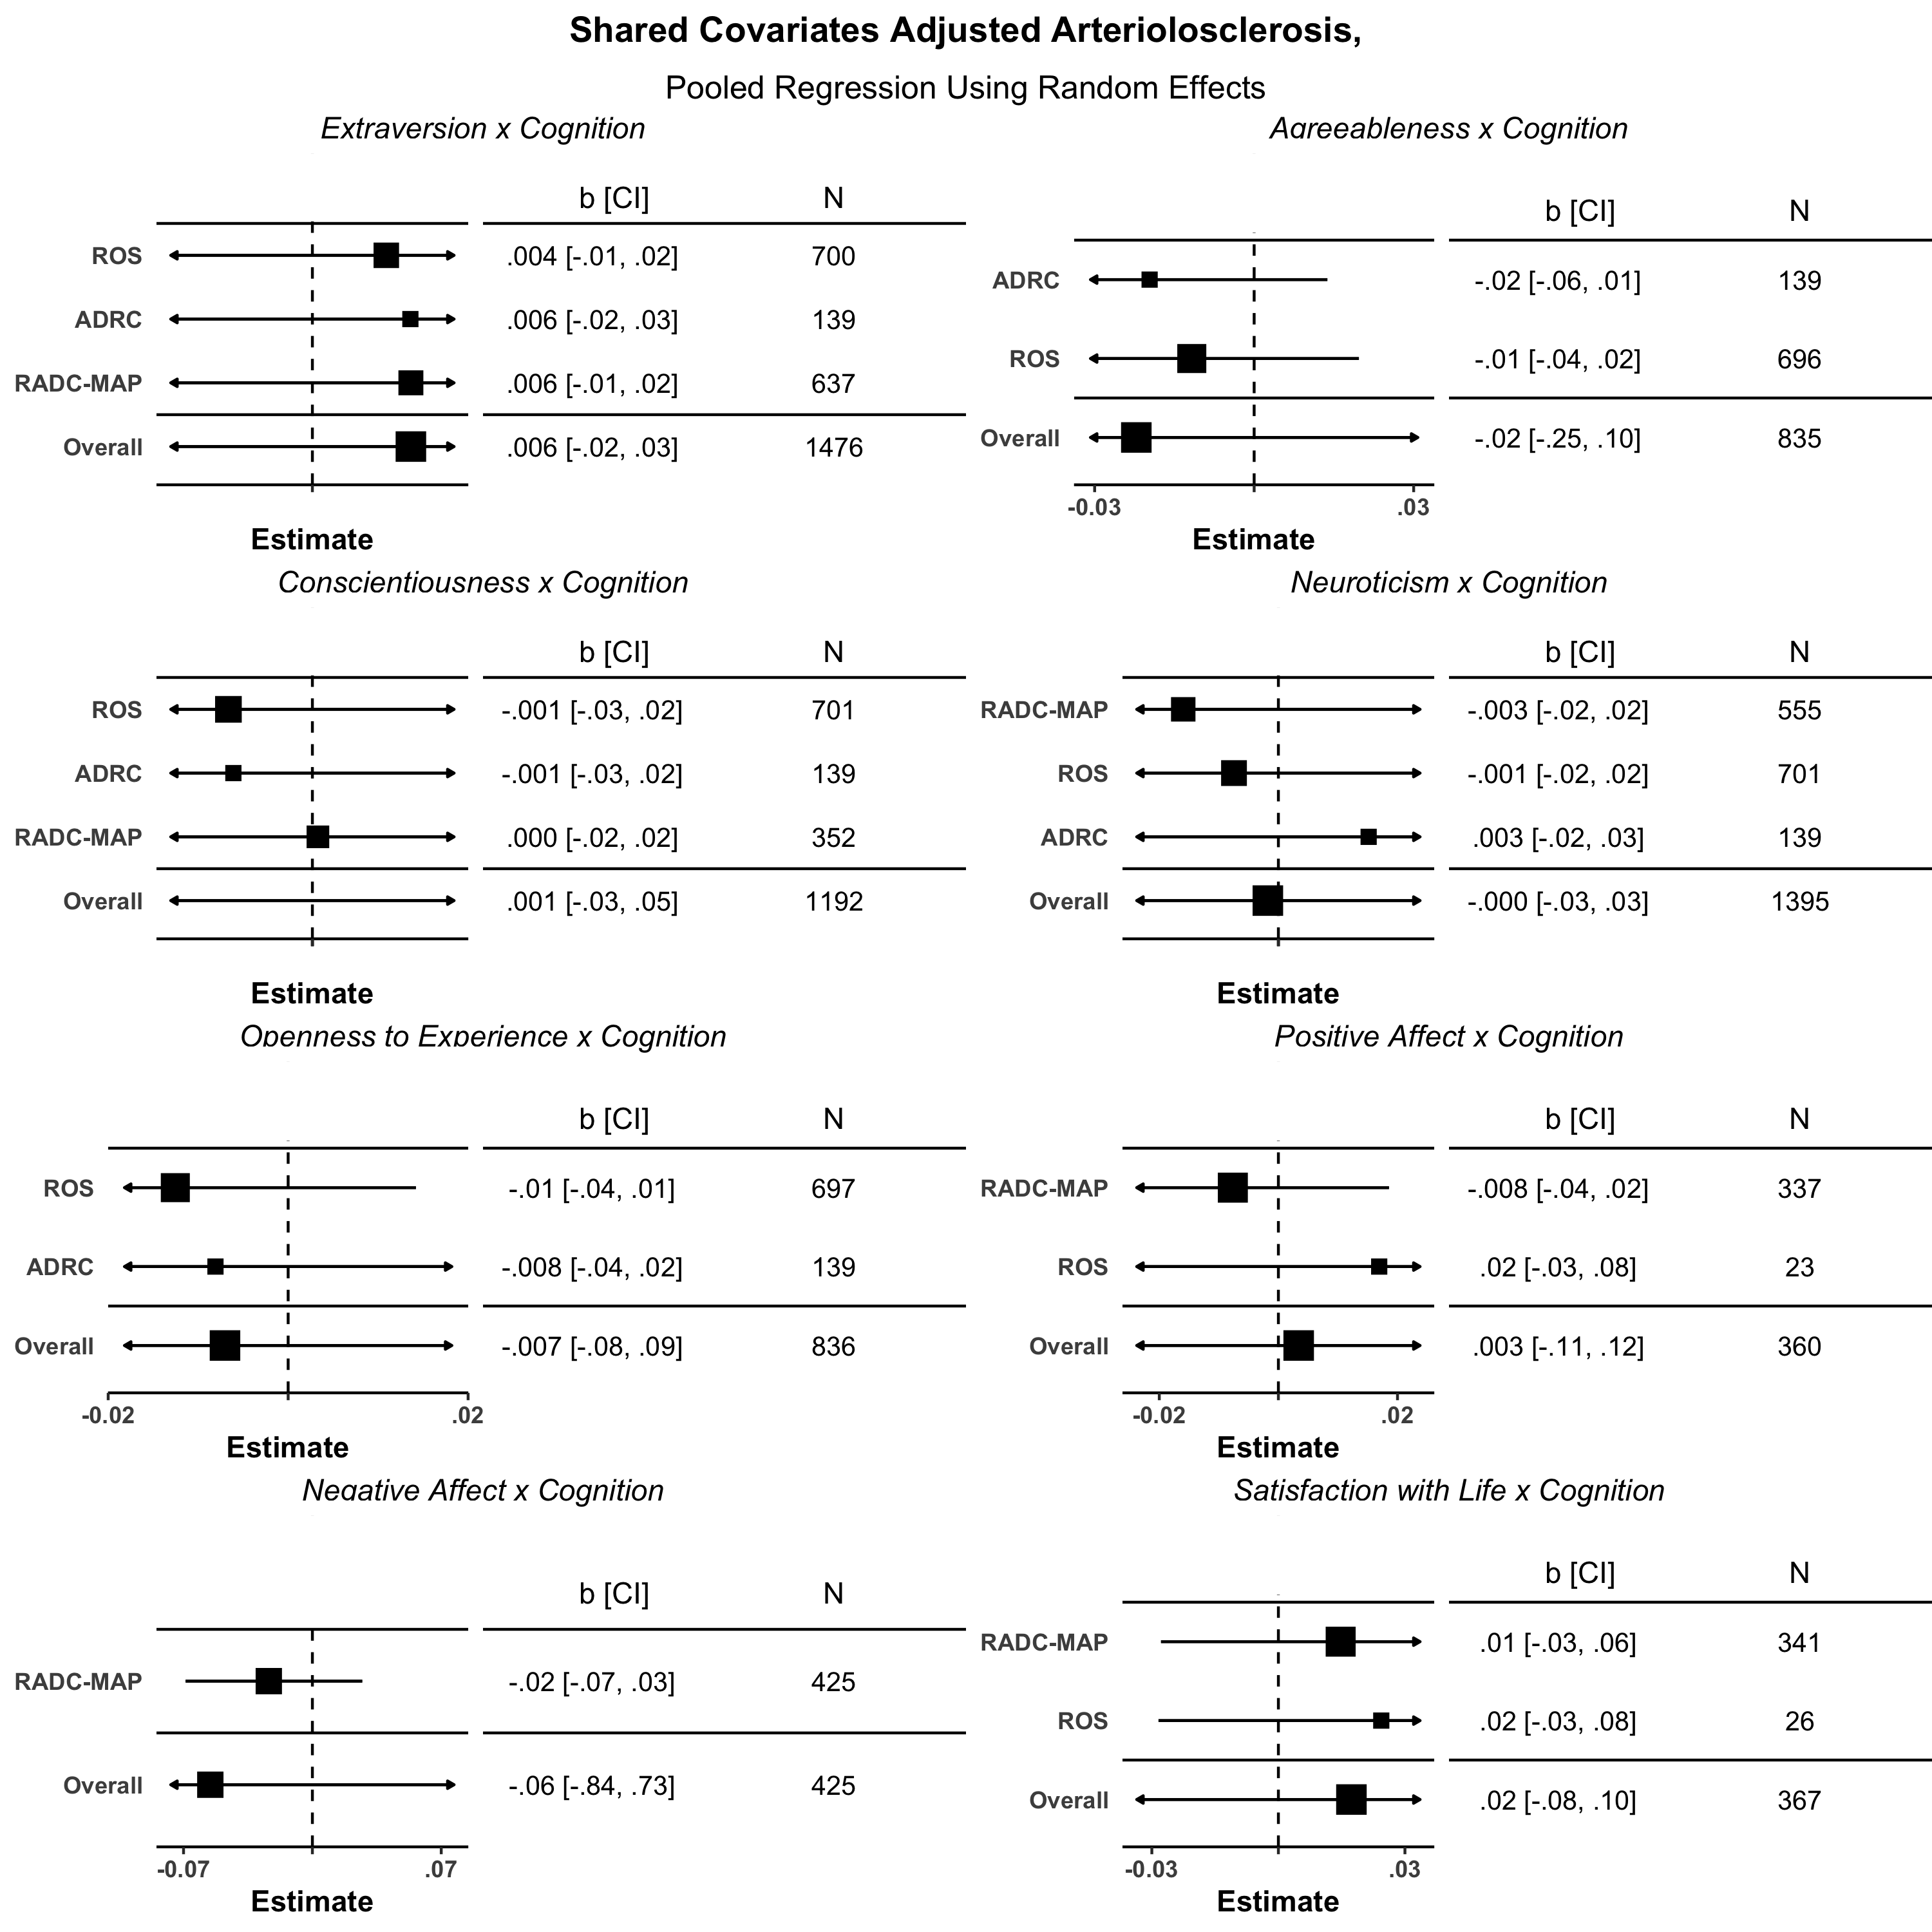 Shared Covariates Adjusted Arteriolosclerosis,
Pooled Regression Using Random Effects
Extraversion x Cognition
b [CI] N
ROS .004 [-.01, .02] 700
ADRC .006 [-.02, .03] 139
RADC-MAP .006 [-.01, .02] 637
Overall .006 [-.02, .03] 1476
Estimate
Agreeableness x Cognition
b [CI] N
ADRC -.02 [-.06, .01] 139
ROS -.01 [-.04, .02] 696
Overall -.02 [-.25, .10] 835
-0.03 .03
Estimate
Conscientiousness x Cognition
b [CI] N
ROS -.001 [-.03, .02] 701
ADRC -.001 [-.03, .02] 139
RADC-MAP .000 [-.02, .02] 352
Overall .001 [-.03, .05] 1192
Estimate
Neuroticism x Cognition
b [CI] N
RADC-MAP -.003 [-.02, .02] 555
ROS -.001 [-.02, .02] 701
ADRC .003 [-.02, .03] 139
Overall -.000 [-.03, .03] 1395
Estimate
Openness to Experience x Cognition
b [CI] N
ROS -.01 [-.04, .01] 697
ADRC -.008 [-.04, .02] 139
Overall -.007 [-.08, .09] 836
-0.02 .02
Estimate
Positive Affect x Cognition
b [CI] N
RADC-MAP -.008 [-.04, .02] 337
ROS .02 [-.03, .08] 23
Overall .003 [-.11, .12] 360
-0.02 .02
Estimate
Negative Affect x Cognition
b [CI] N
RADC-MAP -.02 [-.07, .03] 425
Overall -.06 [-.84, .73] 425
-0.07 .07
Estimate
Satisfaction with Life x Cognition
b [CI] N
RADC-MAP .01 [-.03, .06] 341
ROS .02 [-.03, .08] 26
Overall .02 [-.08, .10] 367
-0.03 .03
Estimate